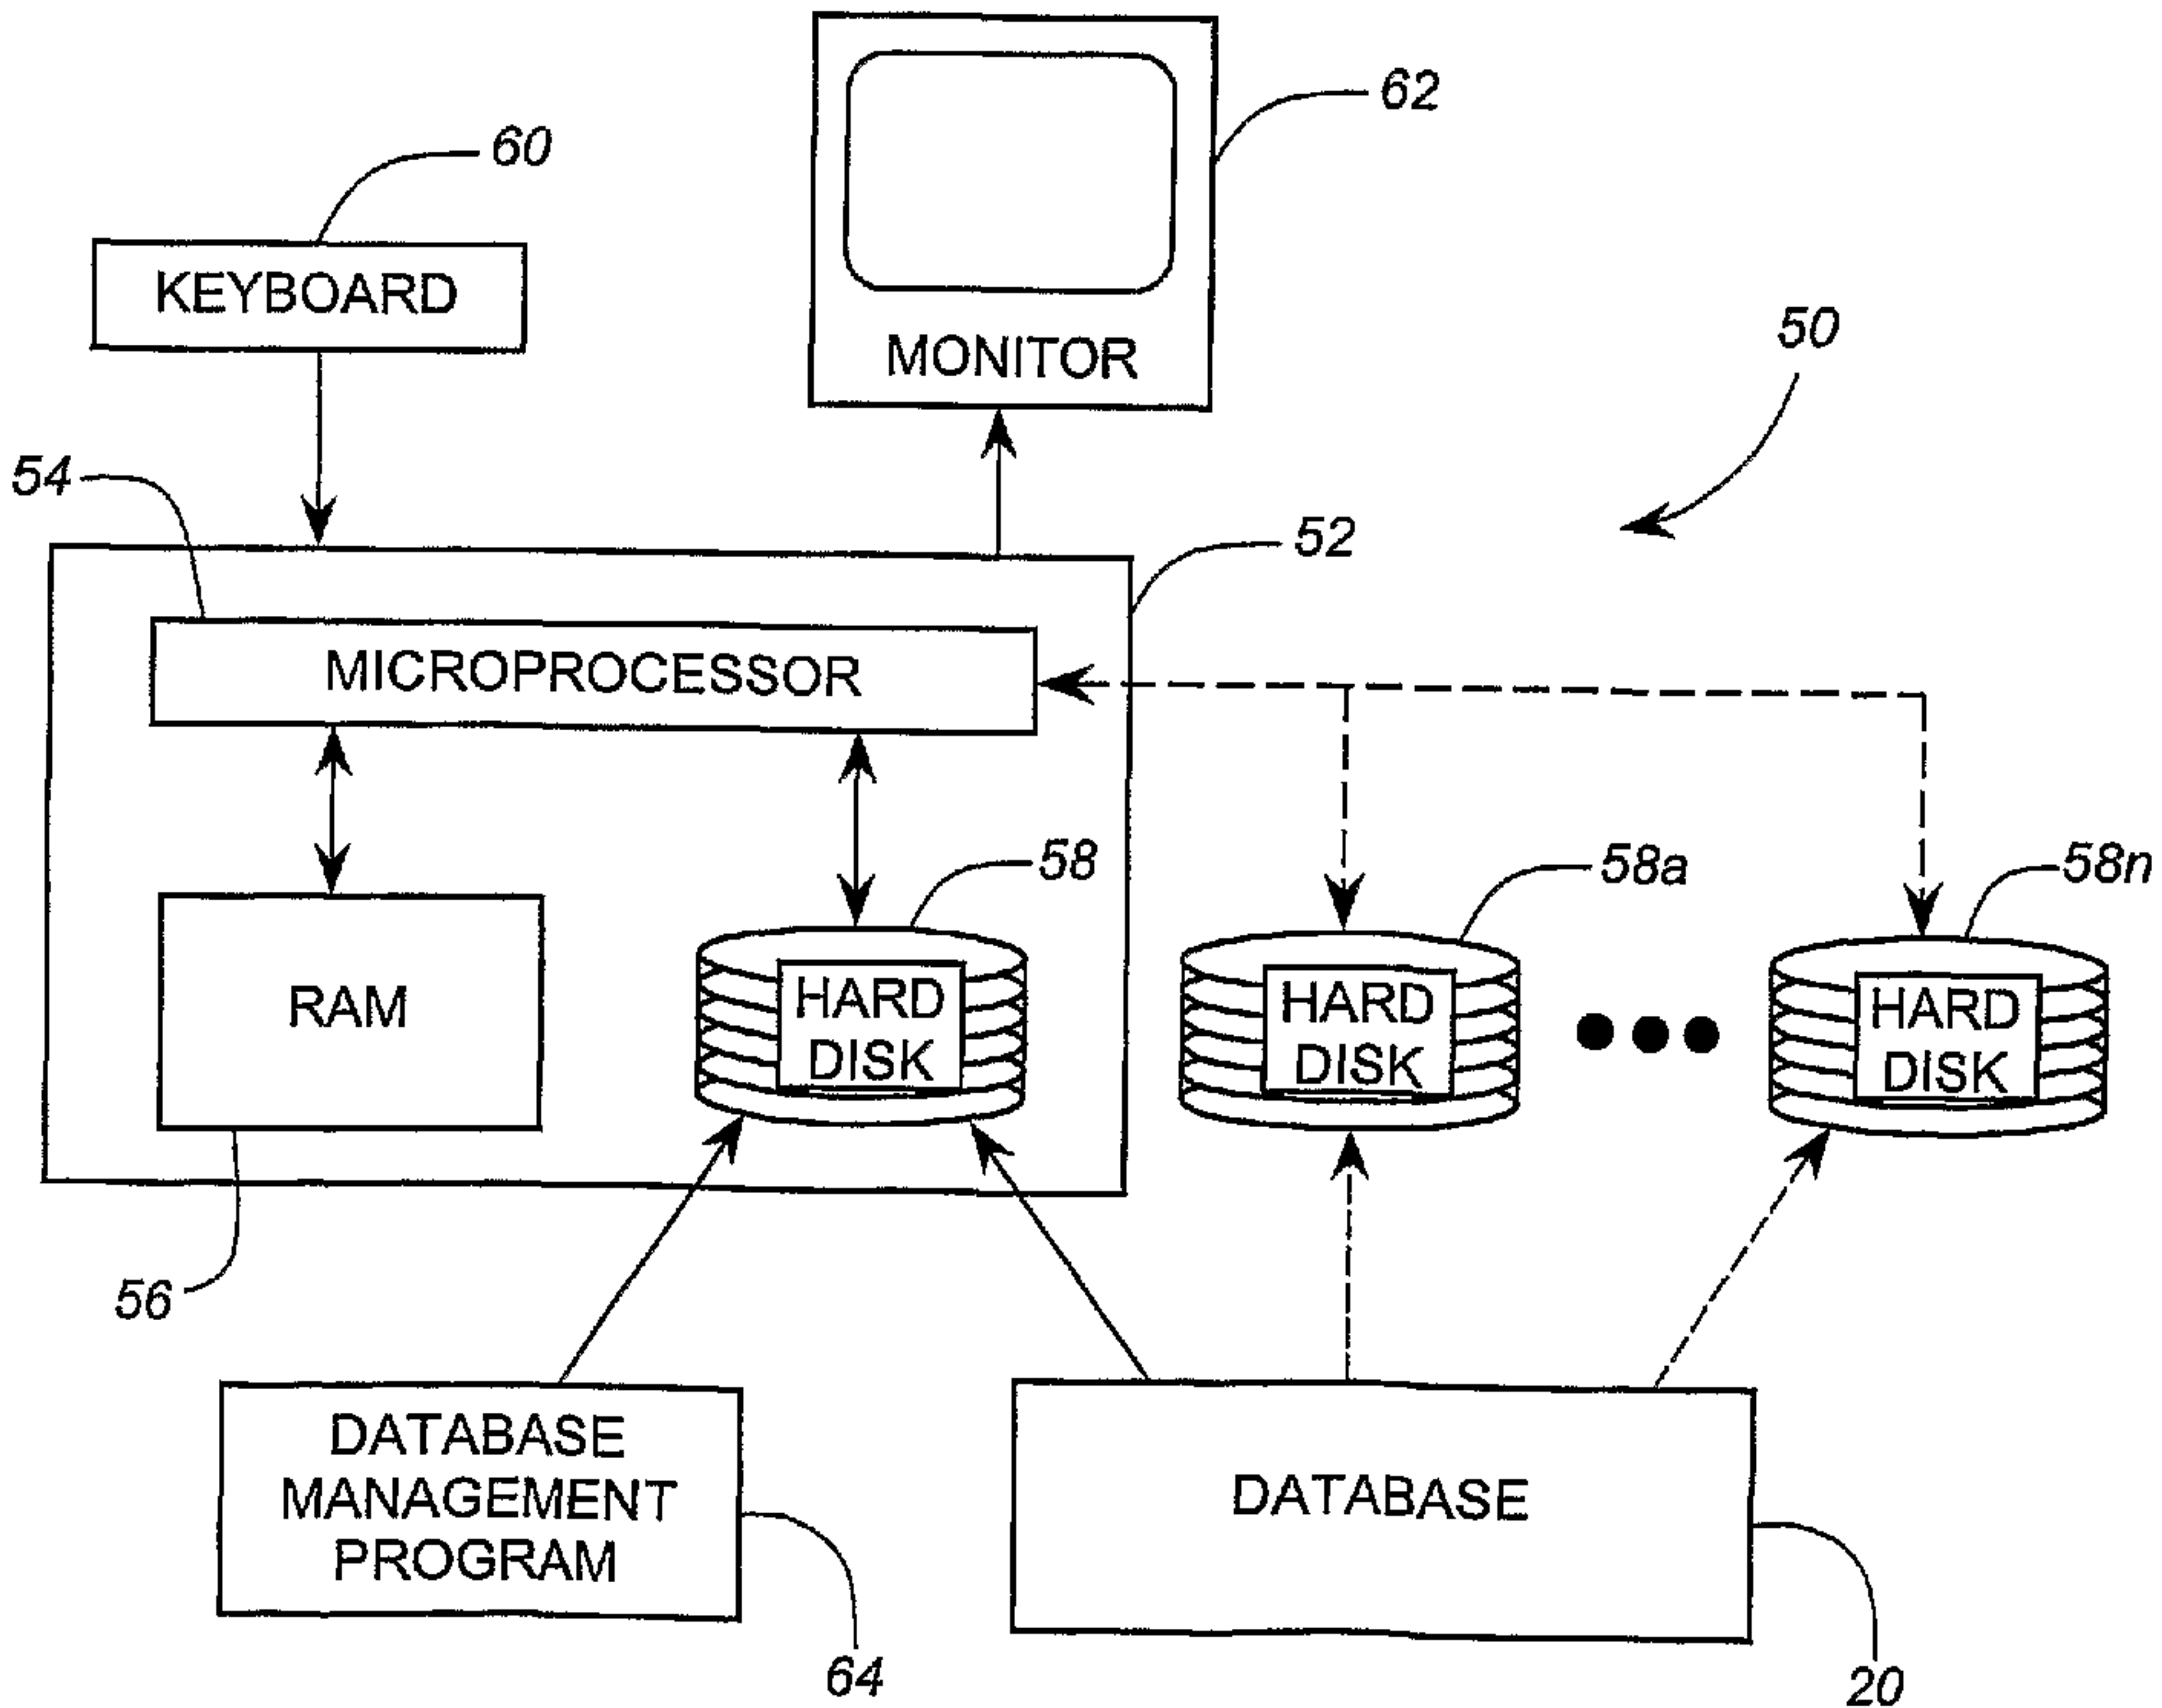 62
60
KEYBOARD
MONITOR
50
54
52
MICROPROCESSOR
58
58a
58n
RAM
HARD
DISK
HARD
DISK
HARD
DISK
56
DATABASE
MANAGEMENT
PROGRAM
DATABASE
64
20